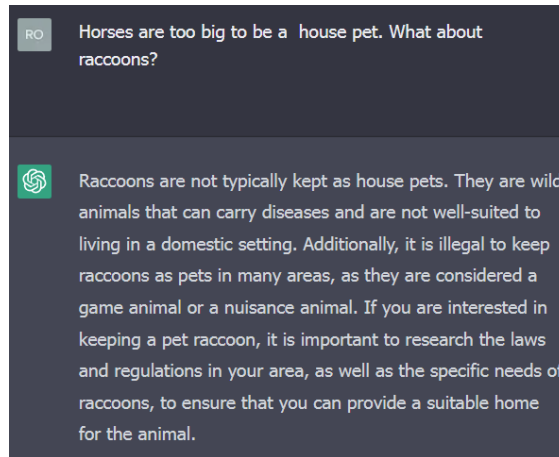 RO
Horses are too big to be a house pet. What about
raccoons?
Raccoons are not typically kept as house pets. They are wild
animals that can carry diseases and are not well-suited to
living in a domestic setting. Additionally, it is illegal to keep
raccoons as pets in many areas, as they are considered a
game animal or a nuisance animal. If you are interested in
keeping a pet raccoon, it is important to research the laws
and regulations in your area, as well as the specific needs of
raccoons, to ensure that you can provide a suitable home
for the animal.